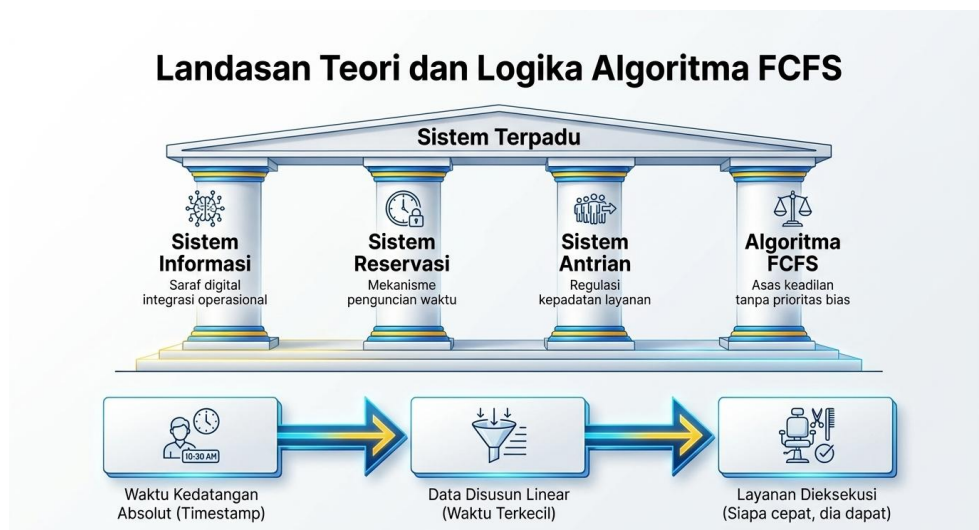 Landasan Teori dan Logika Algoritma FCFS
Sistem Terpadu
Sistem
Informasi
Saraf digital
integrasi operasional
Sistem
Reservasi
Mekanisme
penguncian waktu
Sistem
Antrian
Regulasi
kepadatan layanan
Algoritma
FCFS
Asas keadilan
tanpa prioritas bias
10:30 AM
Waktu Kedatangan
Absolut (Timestamp)
Data Disusun Linear
(Waktu Terkecil)
Layanan Dieksekusi
(Siapa cepat, dia dapat)